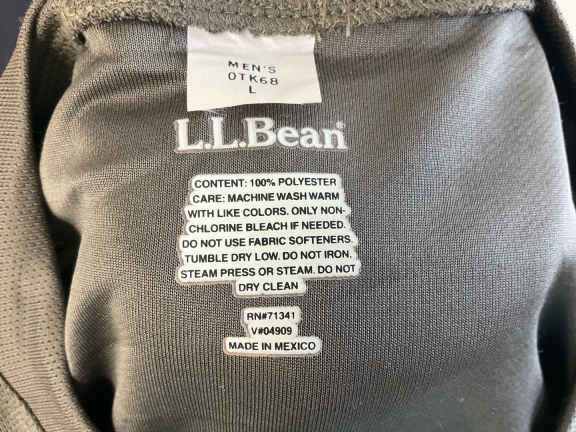 MEN'S
OTK68
L
L.L.Bean®
CONTENT: 100% POLYESTER
CARE: MACHINE WASH WARM
WITH LIKE COLORS. ONLY NON-
CHLORINE BLEACH IF NEEDED.
DO NOT USE FABRIC SOFTENERS.
TUMBLE DRY LOW. DO NOT IRON.
STEAM PRESS OR STEAM. DO NOT
DRY CLEAN
RN#71341
V#04909
MADE IN MEXICO